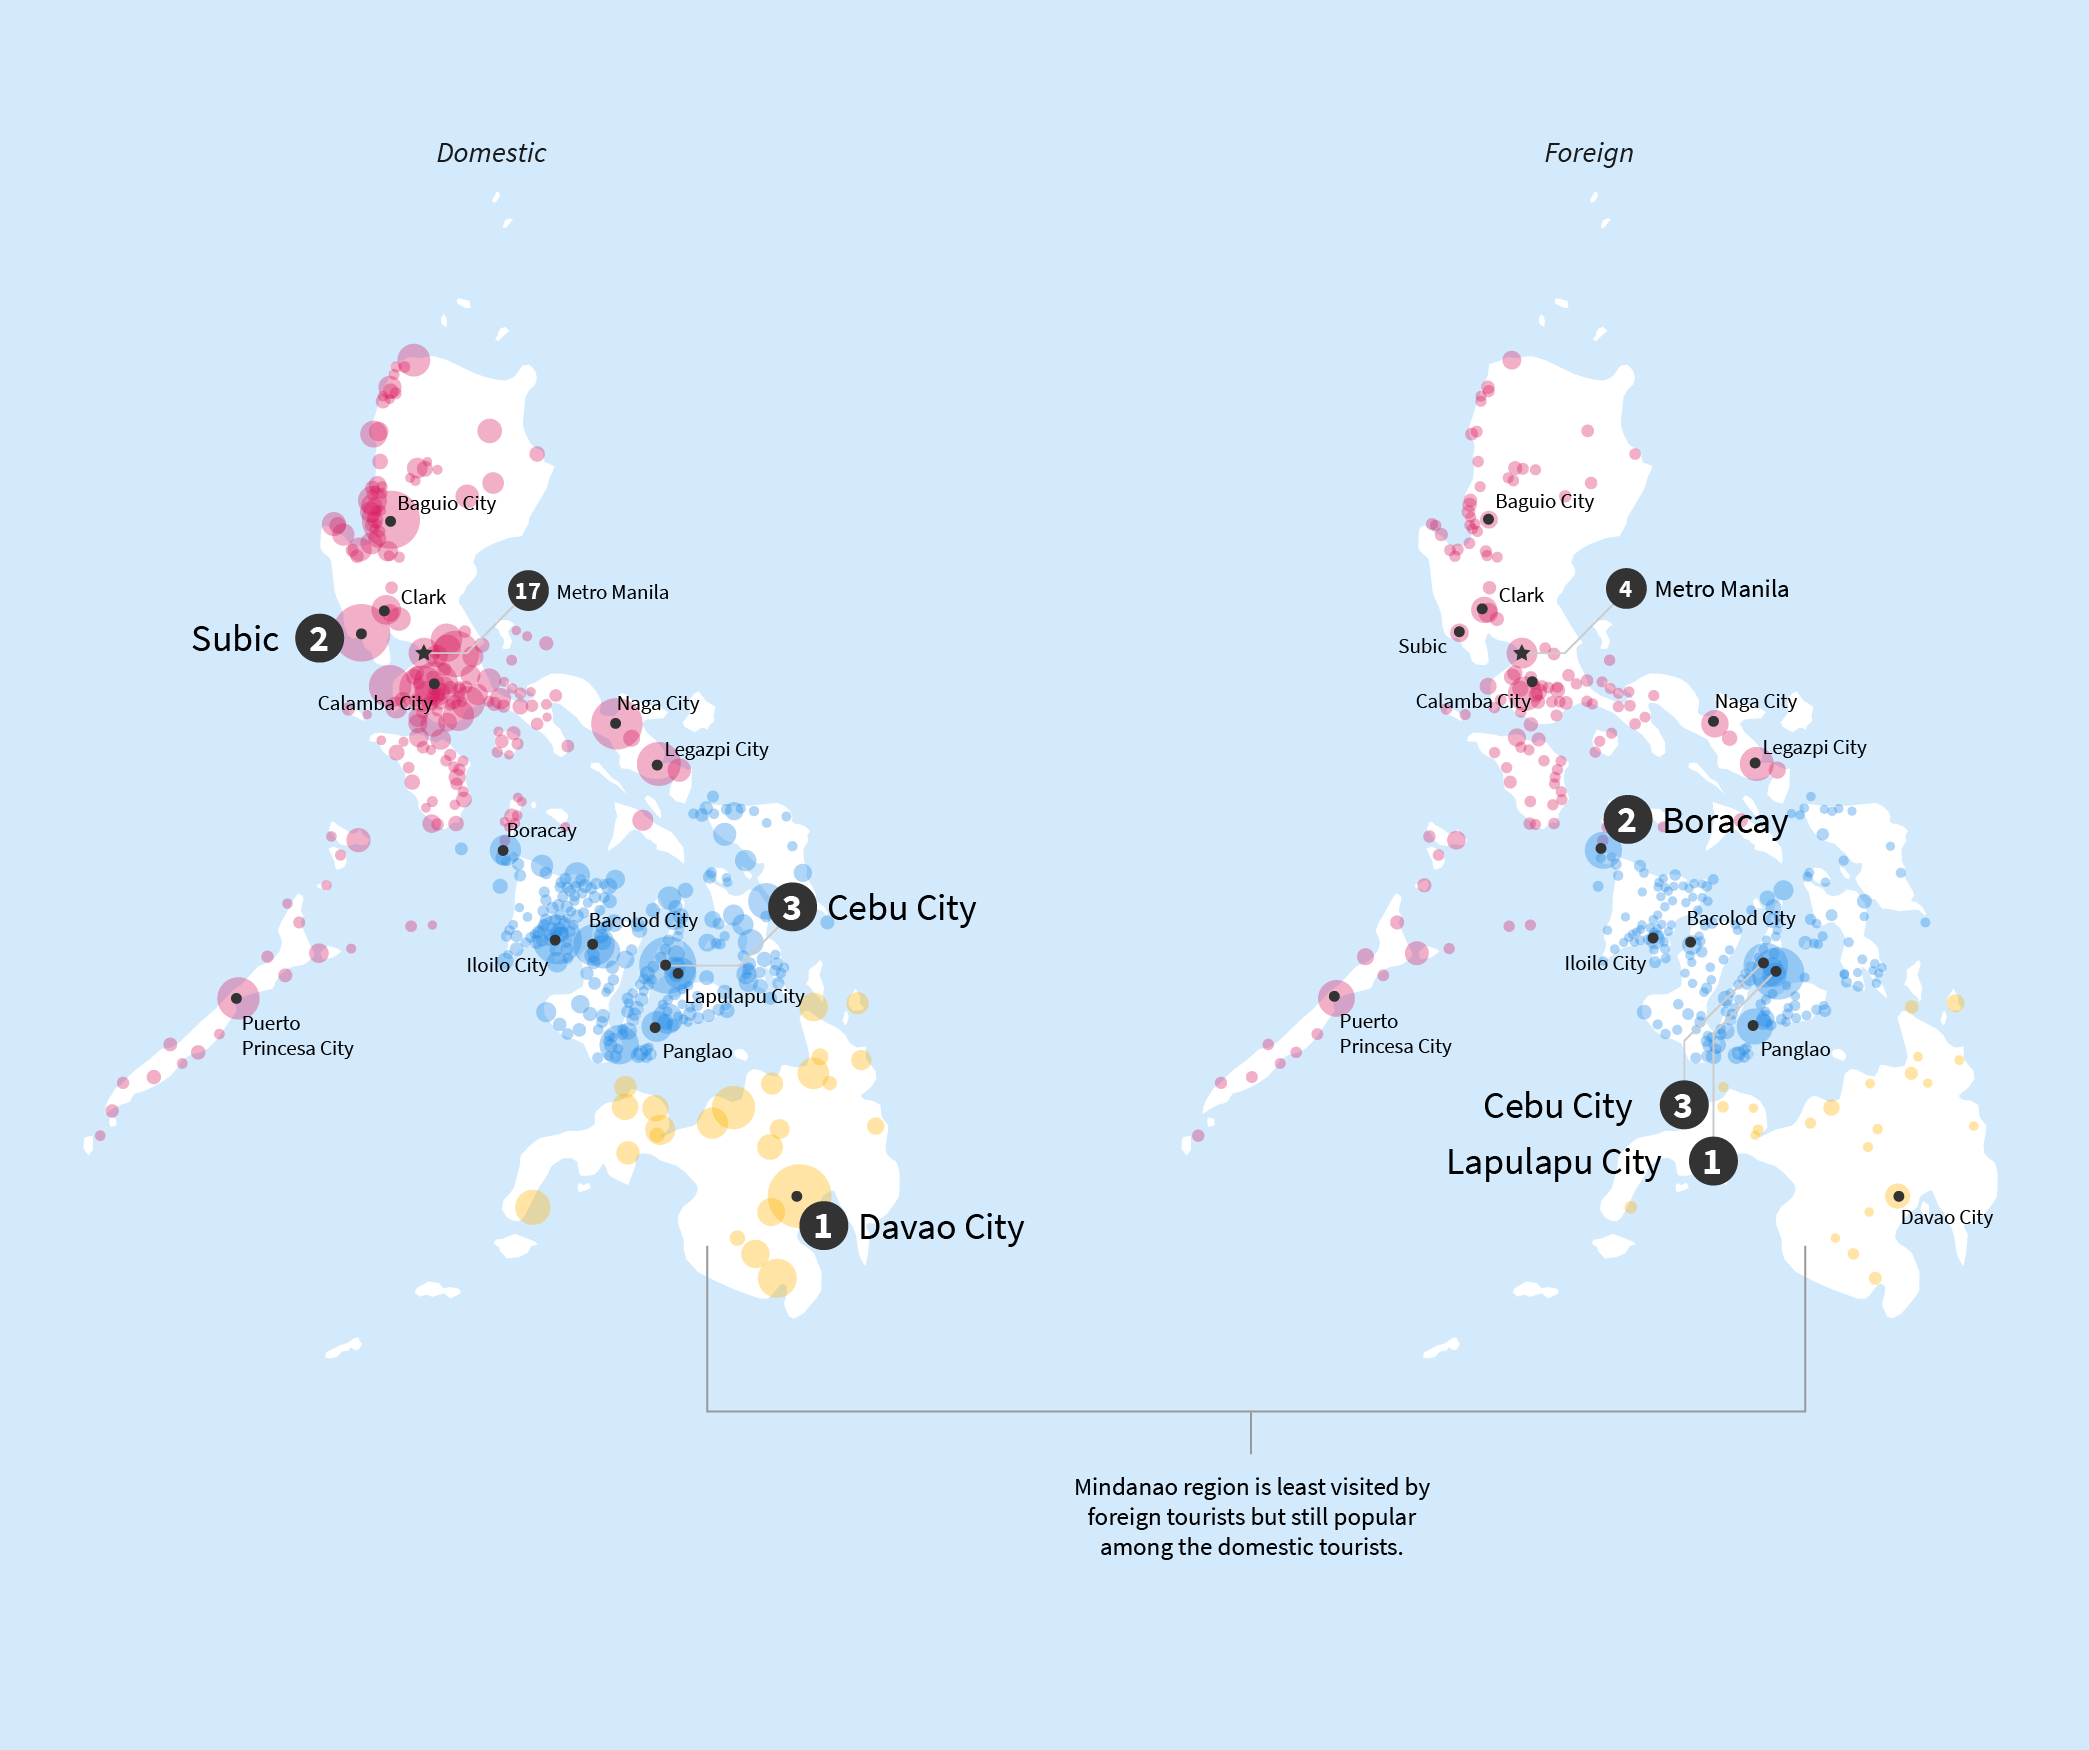 Domestic
Baguio City
Clark
17 Metro Manila
Subic 2
Calamba City
Naga City
Legazpi City
Boracay
3 Cebu City
Bacolod City
Iloilo City
Lapulapu City
Puerto
Princesa City
Panglao
1 Davao City
Foreign
Baguio City
4 Metro Manila
Clark
Subic
Calamba City
Naga City
Legazpi City
2 Boracay
Bacolod City
Iloilo City
Puerto
Princesa City
Panglao
Cebu City 3
Lapulapu City 1
Davao City
Mindanao region is least visited by
foreign tourists but still popular
among the domestic tourists.